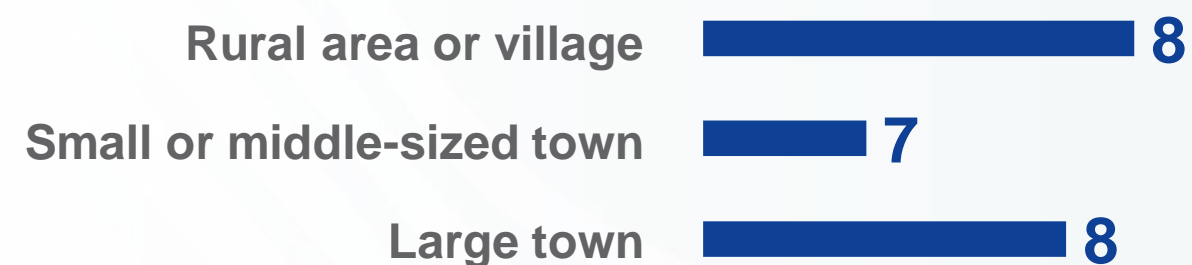 Rural area or village 8
Small or middle-sized town 7
Large town 8